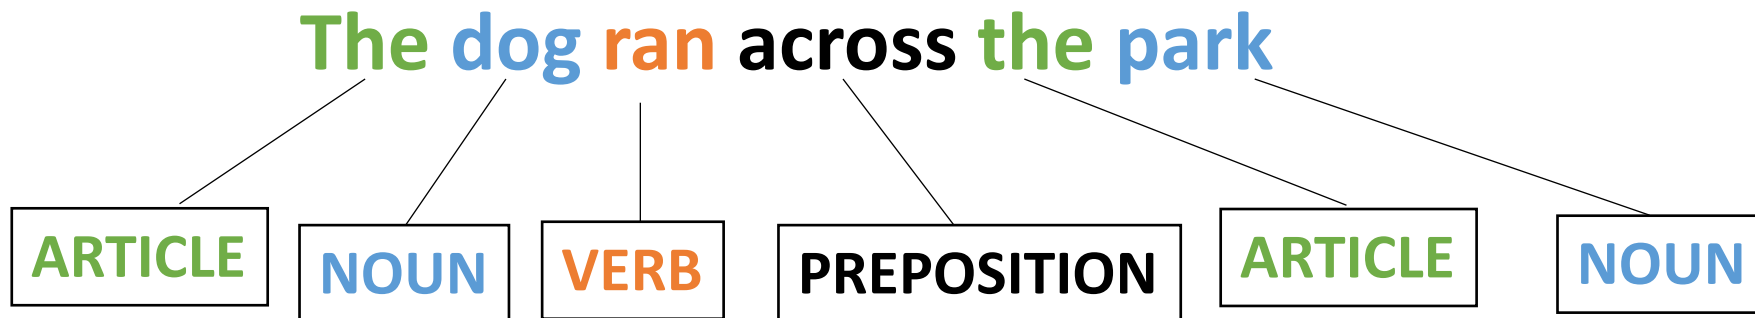 The dog ran across the park
ARTICLE NOUN VERB PREPOSITION ARTICLE NOUN